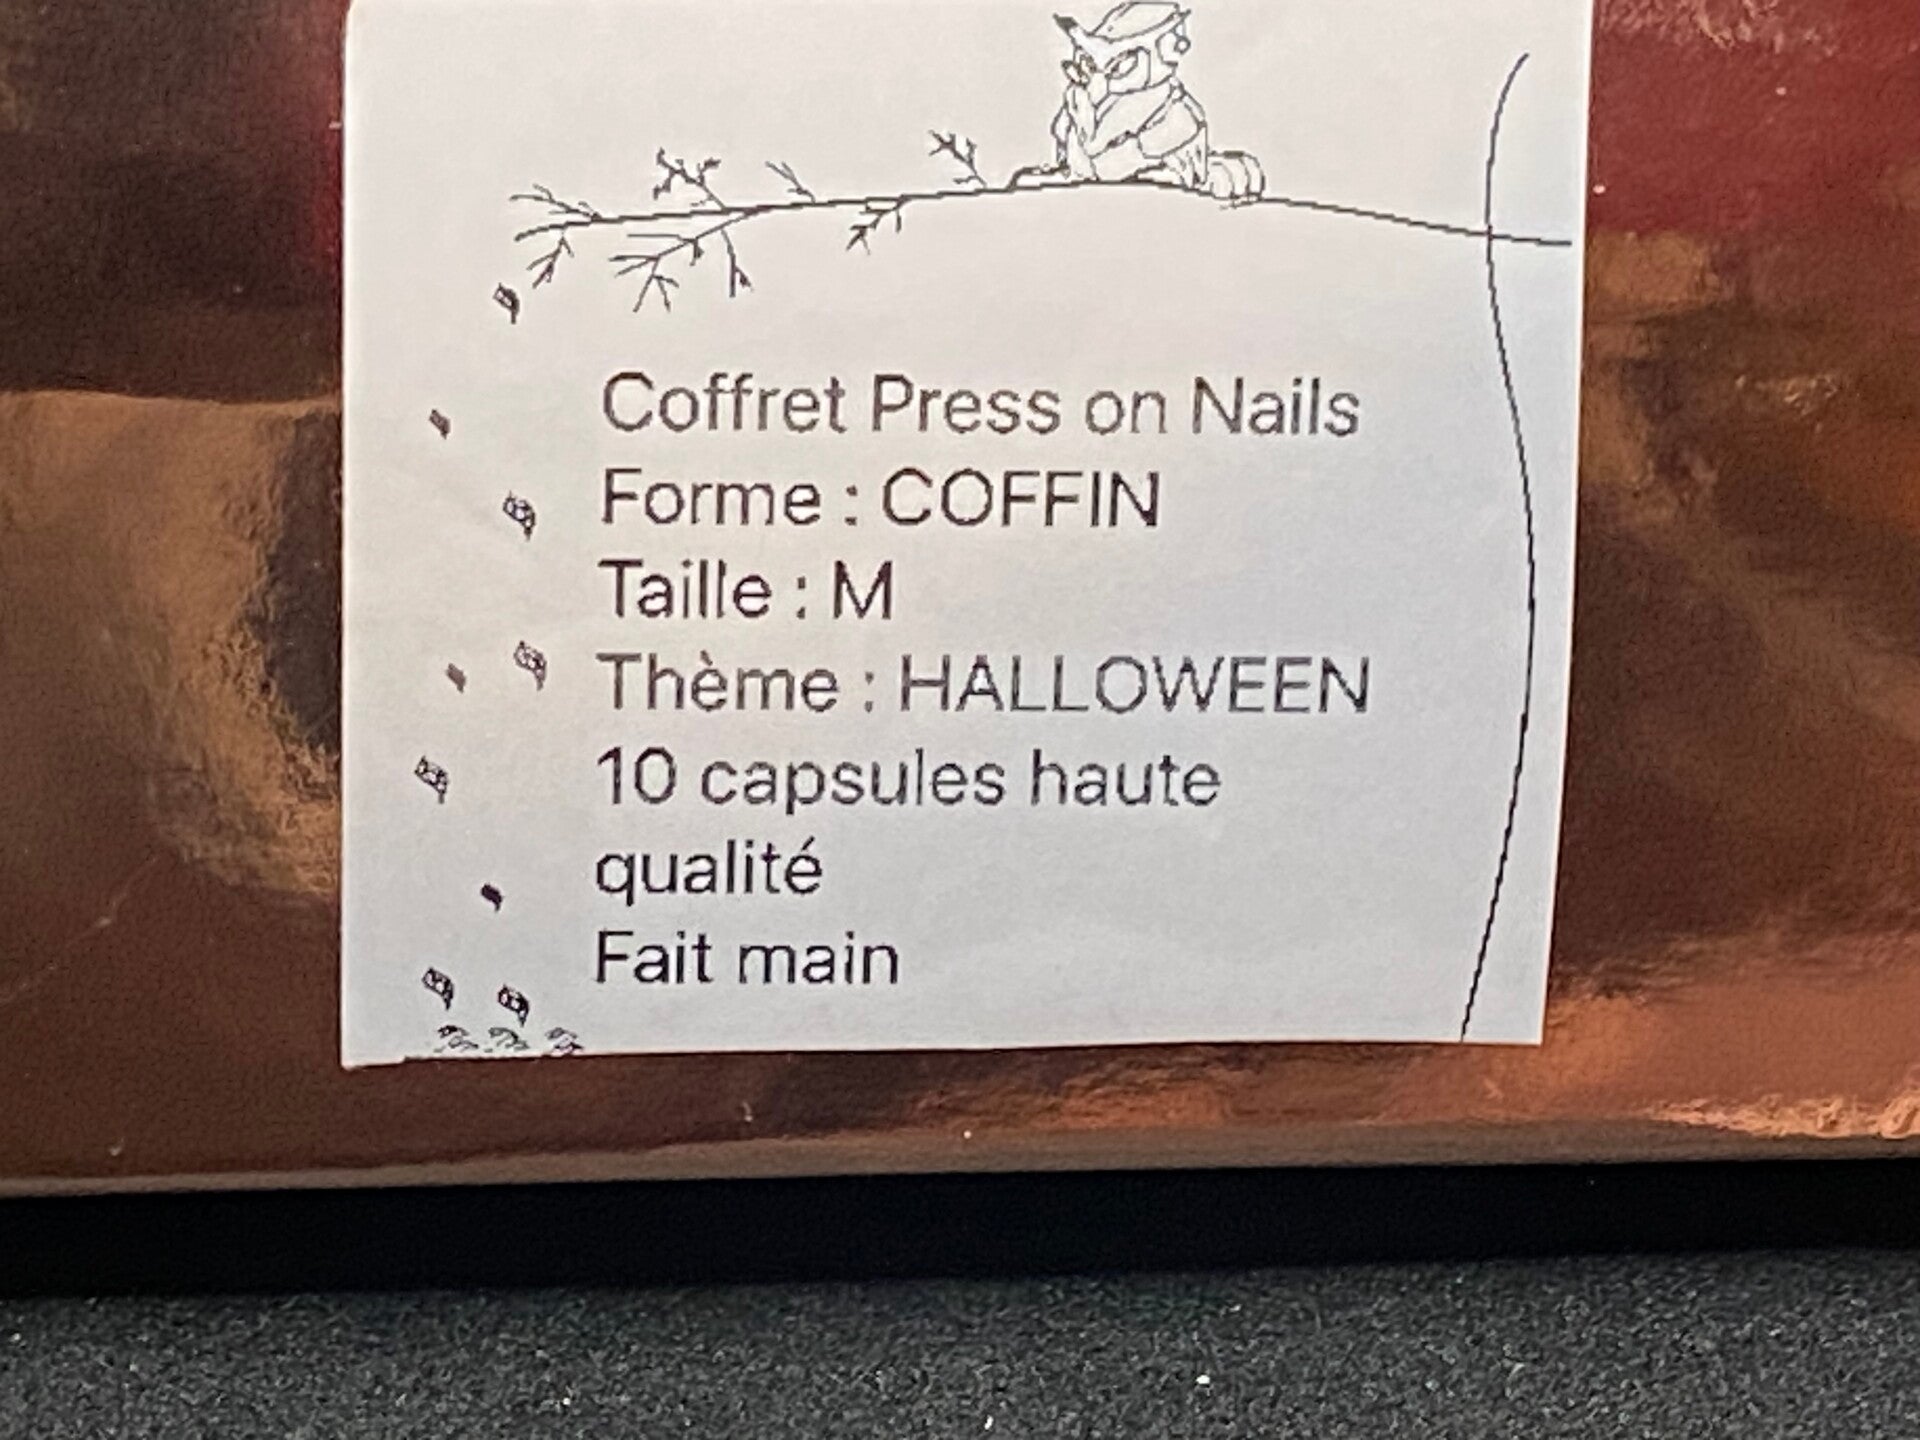 Coffret Press on Nails
Forme : COFFIN
Taille : M
Thème : HALLOWEEN
10 capsules haute
qualité
Fait main